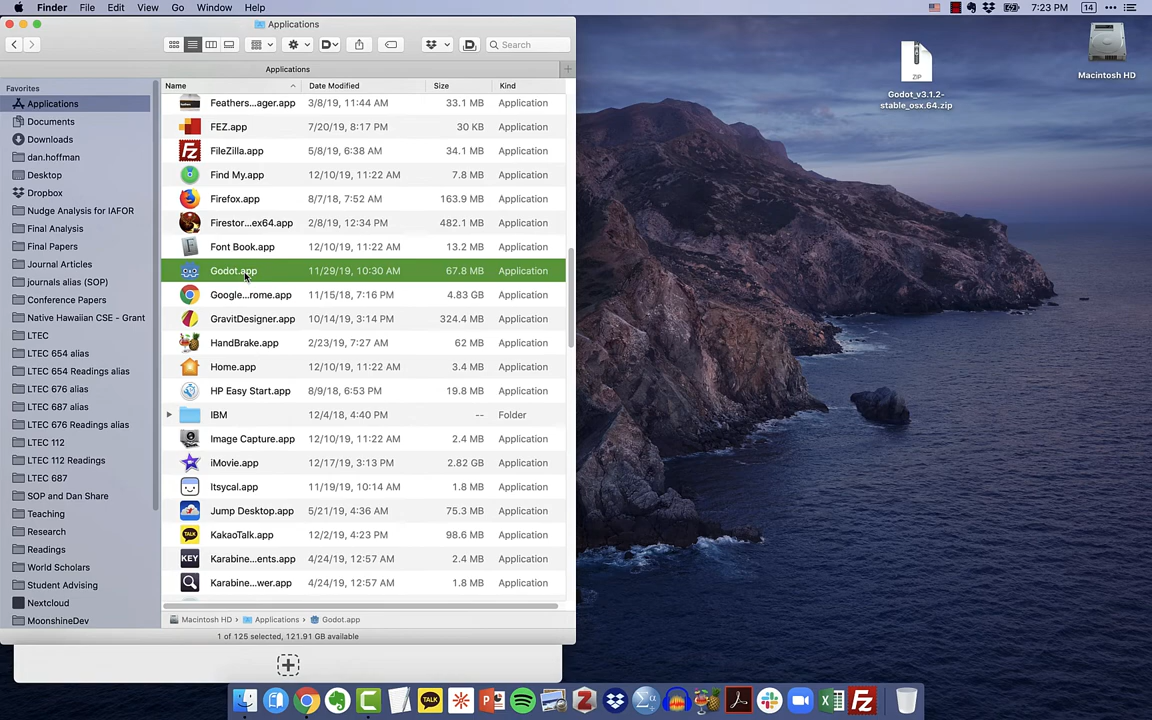 Finder File Edit View Go Window Help 7:23 PM 14
Applications
Search
Applications
Favorites
Applications
Documents
Downloads
dan.hoffman
Desktop
Dropbox
Nudge Analysis for IAFOR
Final Analysis
Final Papers
Journal Articles
journals alias (SOP)
Conference Papers
Native Hawaiian CSE - Grant
LTEC
LTEC 654 alias
LTEC 654 Readings alias
LTEC 676 alias
LTEC 687 alias
LTEC 676 Readings alias
LTEC 112
LTEC 112 Readings
LTEC 687
SOP and Dan Share
Teaching
Research
Readings
World Scholars
Student Advising
Nextcloud
MoonshineDev
Name Date Modified Size Kind
Feathers...ager.app 3/8/19, 11:44 AM 33.1 MB Application
FEZ.app 7/20/19, 8:17 PM 30 KB Application
FileZilla.app 5/8/19, 6:38 AM 34.1 MB Application
Find My.app 12/10/19, 11:22 AM 7.8 MB Application
Firefox.app 8/7/18, 7:52 AM 163.9 MB Application
Firestor...ex64.app 2/8/19, 12:34 PM 482.1 MB Application
Font Book.app 12/10/19, 11:22 AM 13.2 MB Application
Godot.app 11/29/19, 10:30 AM 67.8 MB Application
Google...rome.app 11/15/18, 7:16 PM 4.83 GB Application
GravitDesigner.app 10/14/19, 3:14 PM 324.4 MB Application
HandBrake.app 2/23/19, 7:27 AM 62 MB Application
Home.app 12/10/19, 11:22 AM 3.4 MB Application
HP Easy Start.app 8/9/18, 6:53 PM 19.8 MB Application
IBM 12/4/18, 4:40 PM -- Folder
Image Capture.app 12/10/19, 11:22 AM 2.4 MB Application
iMovie.app 12/17/19, 3:13 PM 2.82 GB Application
Itsycal.app 11/19/19, 10:14 AM 1.8 MB Application
Jump Desktop.app 5/21/19, 4:36 AM 75.3 MB Application
KakaoTalk.app 12/2/19, 4:23 PM 98.6 MB Application
KEY Karabine...ents.app 4/24/19, 12:57 AM 2.4 MB Application
Karabine...wer.app 4/24/19, 12:57 AM 1.8 MB Application
Macintosh HD › Applications › Godot.app
1 of 125 selected, 121.91 GB available
ZIP
Godot_v3.1.2-
stable_osx.64.zip
Macintosh HD
TALK